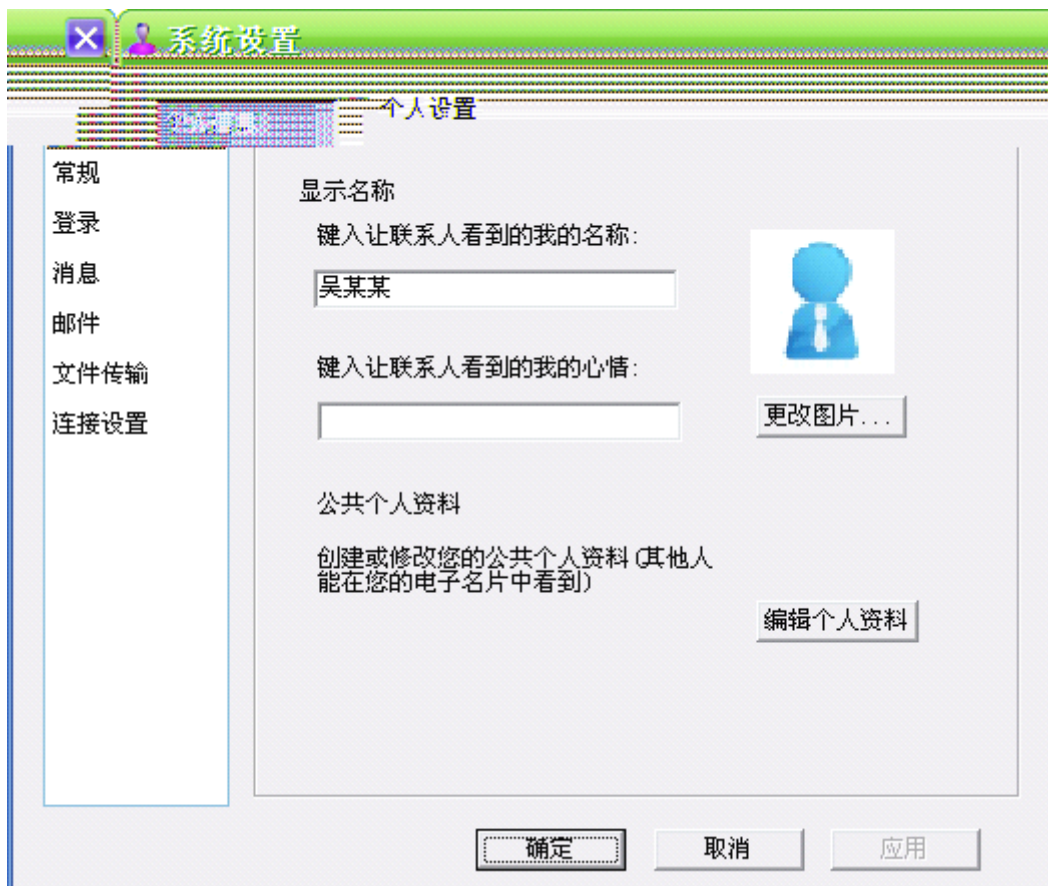 系统设置
个人设置
常规
登录
消息
邮件
文件传输
连接设置
显示名称
键入让联系人看到的我的名称:
吴某某
键入让联系人看到的我的心情:
更改图片...
公共个人资料
创建或修改您的公共个人资料(其他人
能在您的电子名片中看到)
编辑个人资料
确定
取消
应用